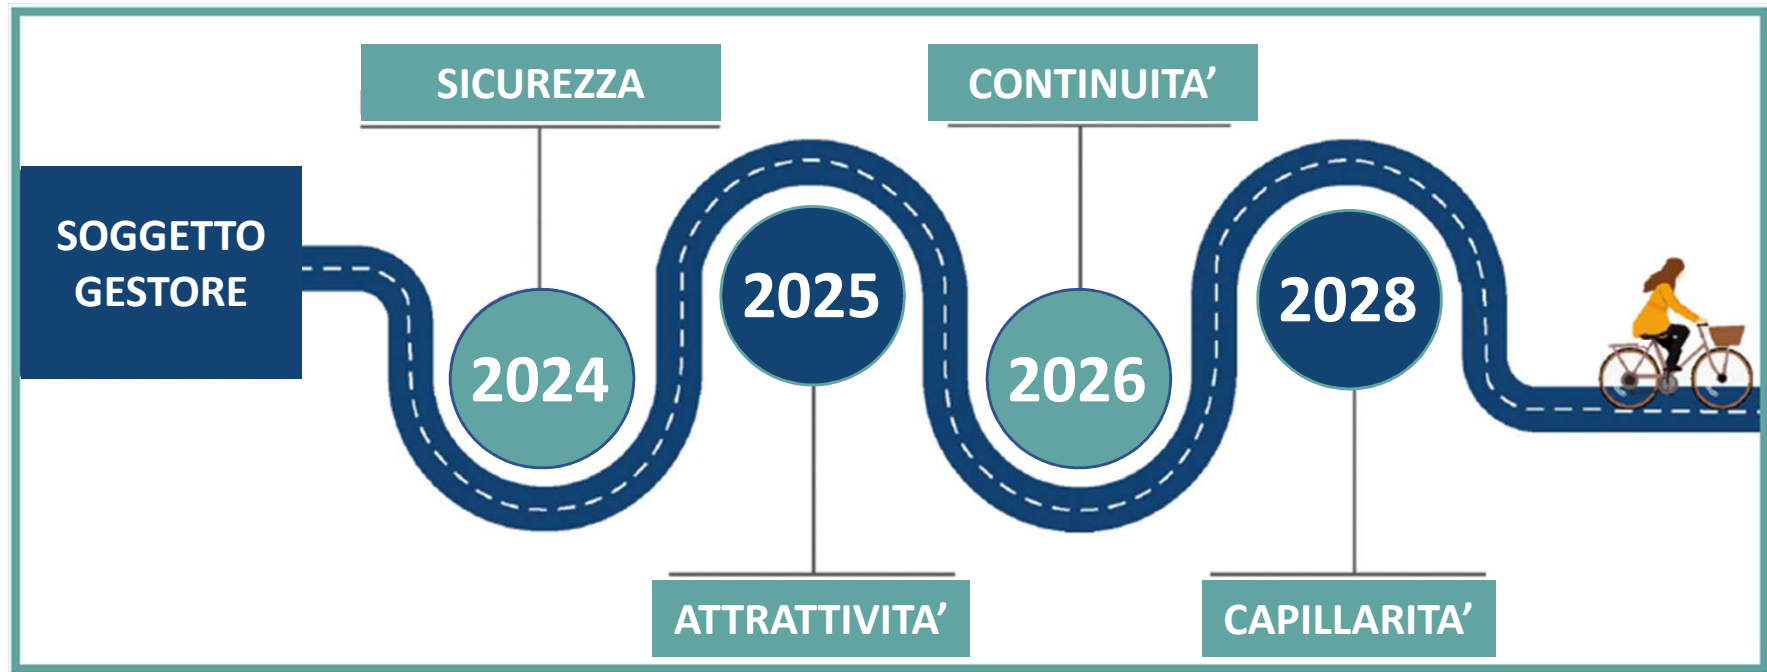 SICUREZZA
CONTINUITA’
SOGGETTO
GESTORE
2024
2025
2026
2028
ATTRATTIVITA’
CAPILLARITA’